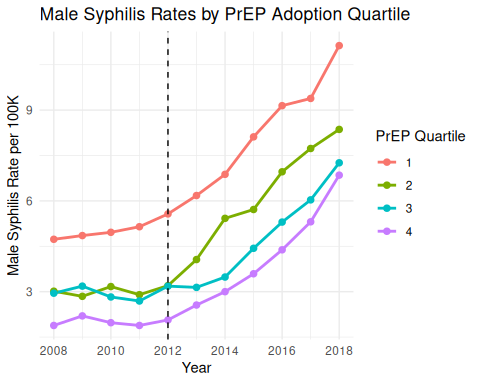 Male Syphilis Rates by PrEP Adoption Quartile
Male Syphilis Rate per 100K
9
6
3
2008 2010 2012 2014 2016 2018
Year
PrEP Quartile
1
2
3
4